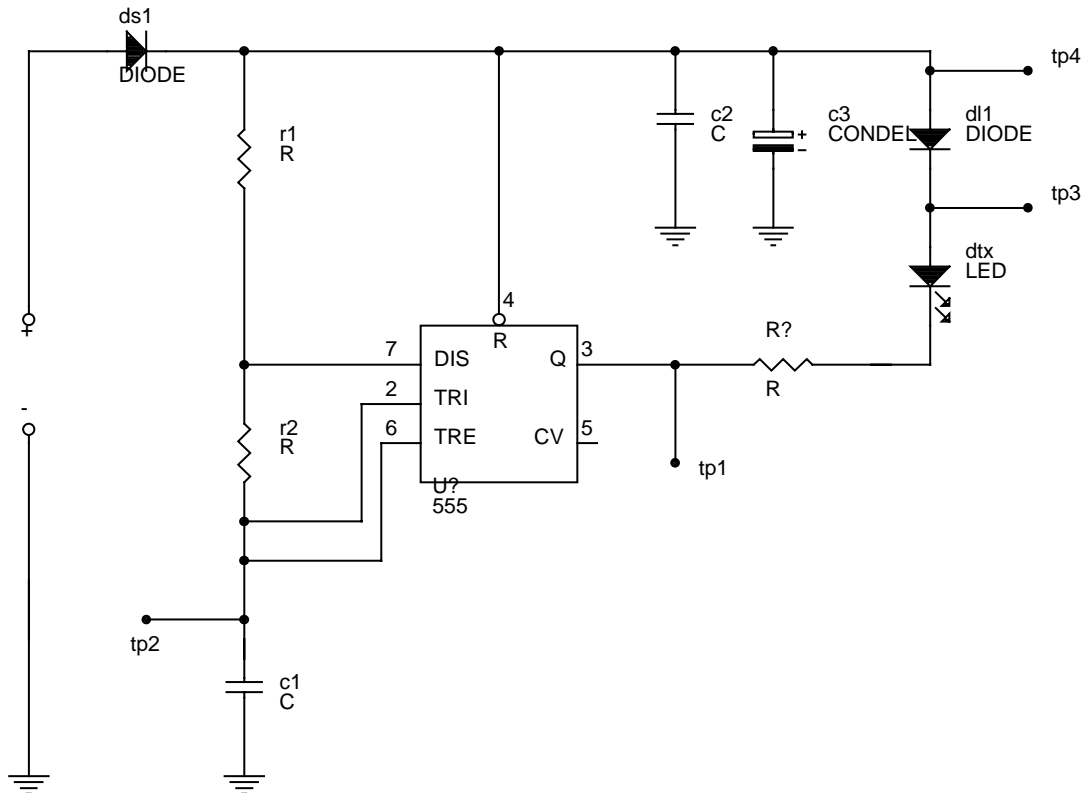 ds1
DIODE
tp4
r1
R
c2
C
c3
CONDEL
+
-
dl1
DIODE
tp3
dtx
LED
+
-
4
R
R?
R
7
DIS
Q
3
2
TRI
6
TRE
CV
5
U?
555
r2
R
tp1
tp2
c1
C